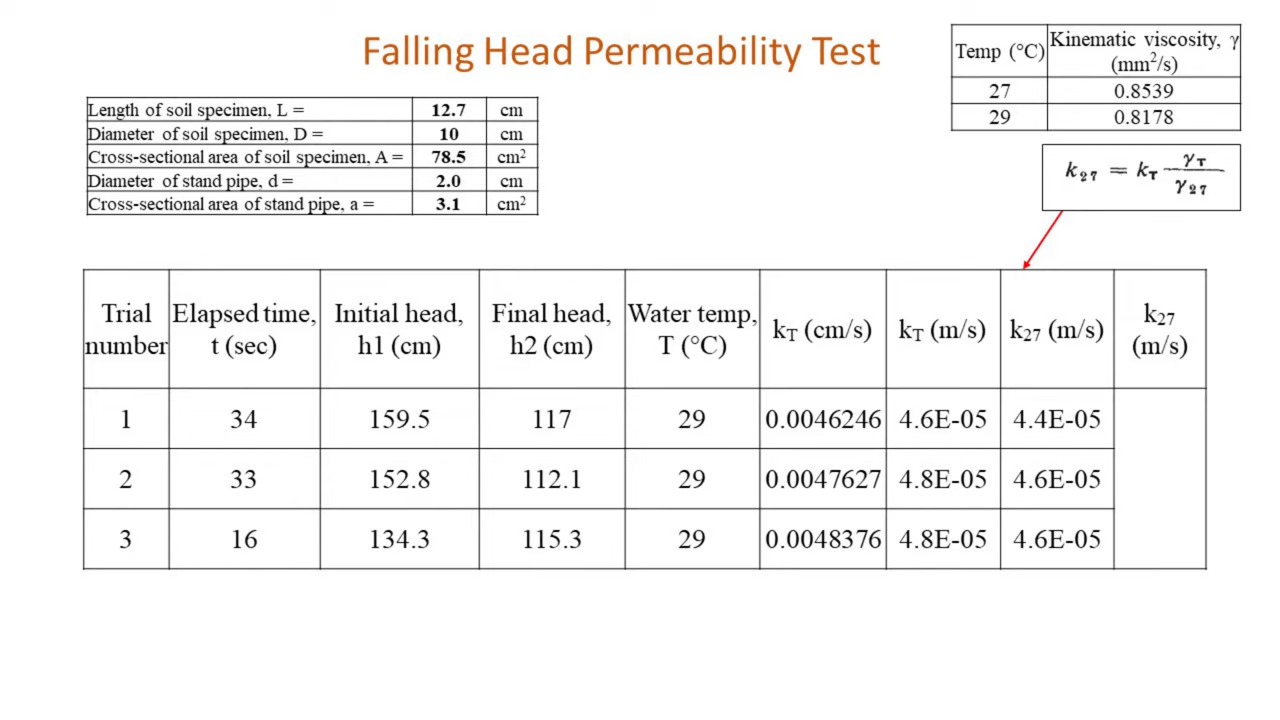 Falling Head Permeability Test
Temp (°C) Kinematic viscosity, γ (mm²/s)
27 0.8539
29 0.8178
Length of soil specimen, L = 12.7 cm
Diameter of soil specimen, D = 10 cm
Cross-sectional area of soil specimen, A = 78.5 cm²
Diameter of stand pipe, d = 2.0 cm
Cross-sectional area of stand pipe, a = 3.1 cm²
k₂₇ = k_T γ_T / γ₂₇
Trial number Elapsed time, t (sec) Initial head, h1 (cm) Final head, h2 (cm) Water temp, T (°C) k_T (cm/s) k_T (m/s) k₂₇ (m/s) k₂₇ (m/s)
1 34 159.5 117 29 0.0046246 4.6E-05 4.4E-05
2 33 152.8 112.1 29 0.0047627 4.8E-05 4.6E-05
3 16 134.3 115.3 29 0.0048376 4.8E-05 4.6E-05